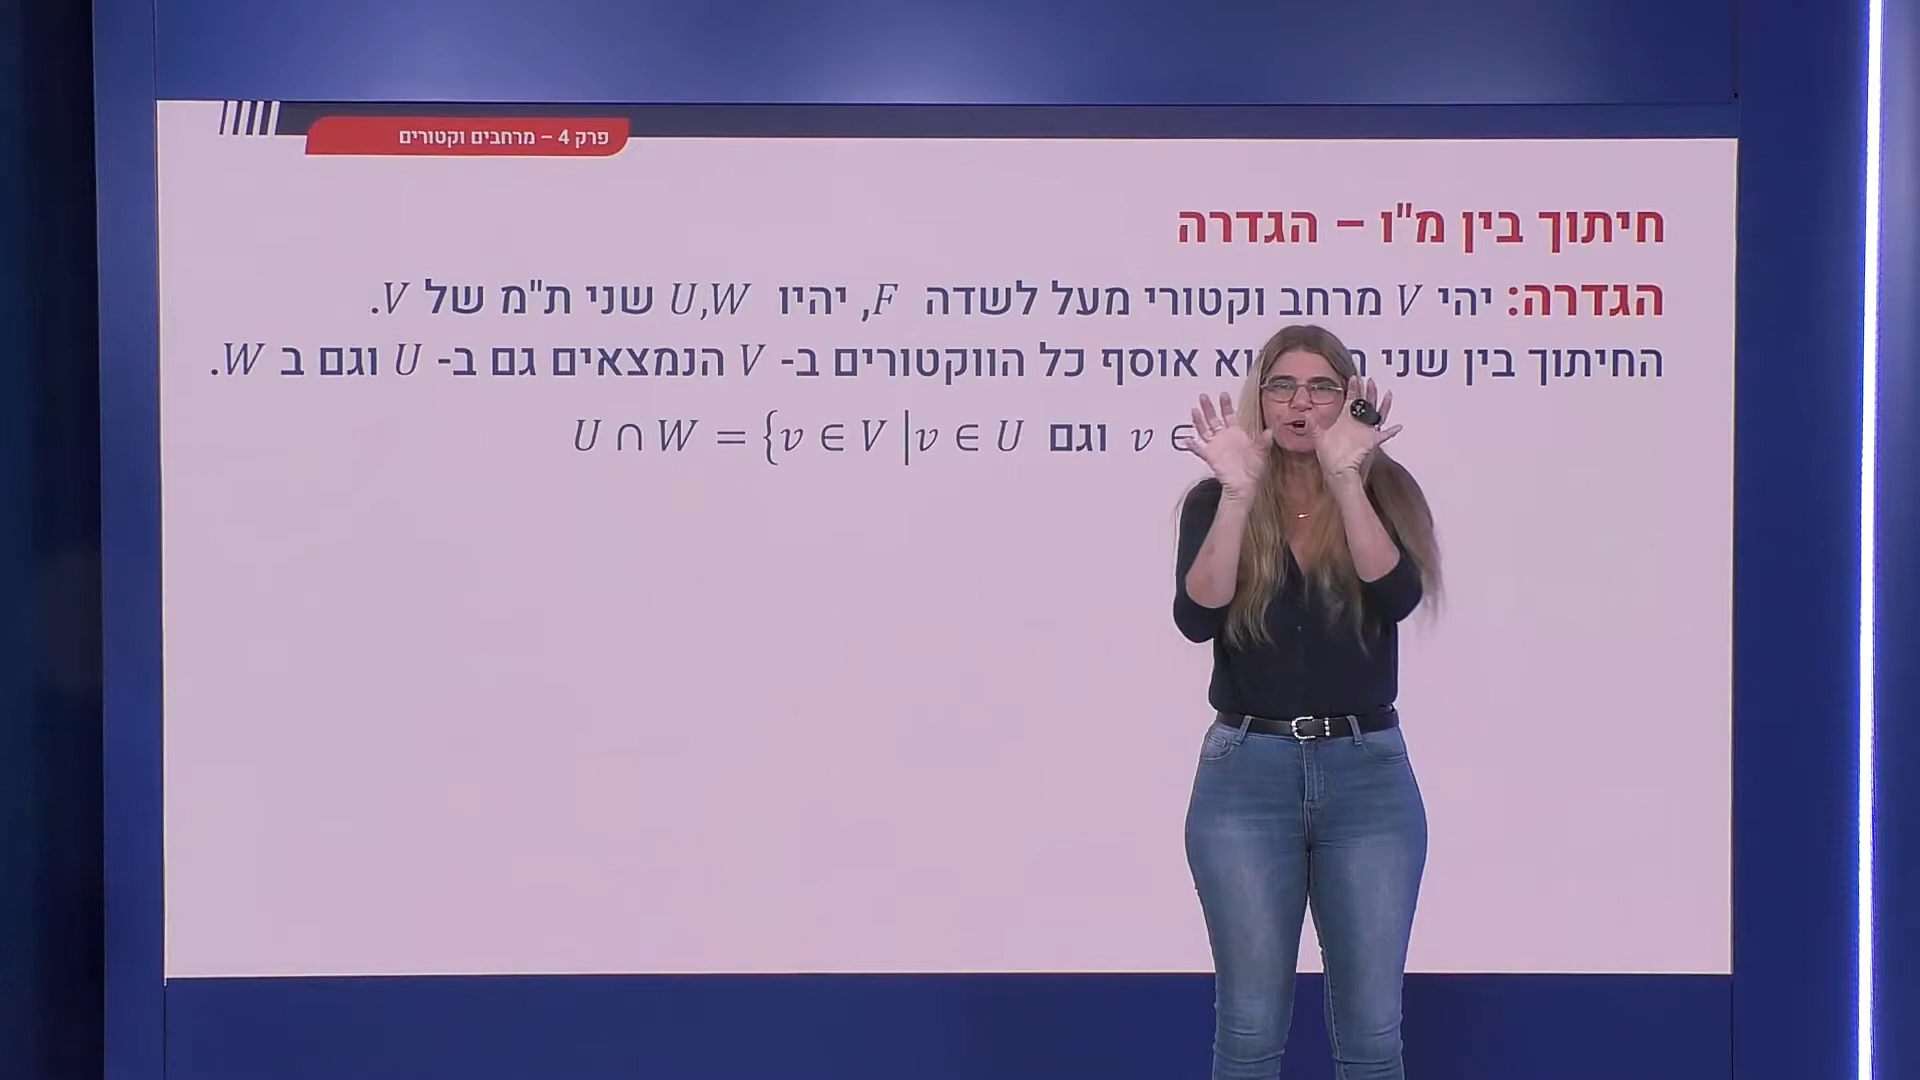 פרק 4 – מרחבים וקטורים
חיתוך בין מ"ו – הגדרה
הגדרה: יהי V מרחב וקטורי מעל לשדה F, יהיו U,W שני ת"מ של V.
החיתוך בין שני אוסף כל הווקטורים ב- V הנמצאים גם ב- U וגם ב W.
U ∩ W = {v ∈ V |v ∈ U וגם v ∈